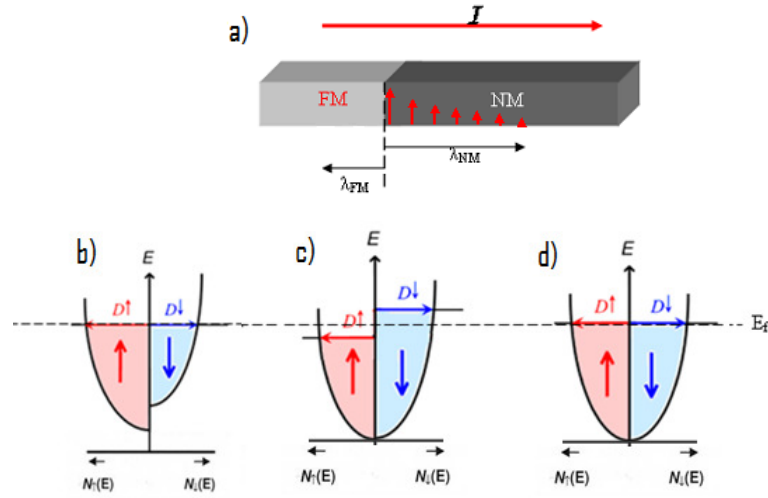 I
a)
FM
NM
λFM
λNM
b)
c)
d)
E
E
E
D↑
D↓
D↑
D↓
D↑
D↓
Ef
N↑(E)
N↓(E)
N↑(E)
N↓(E)
N↑(E)
N↓(E)